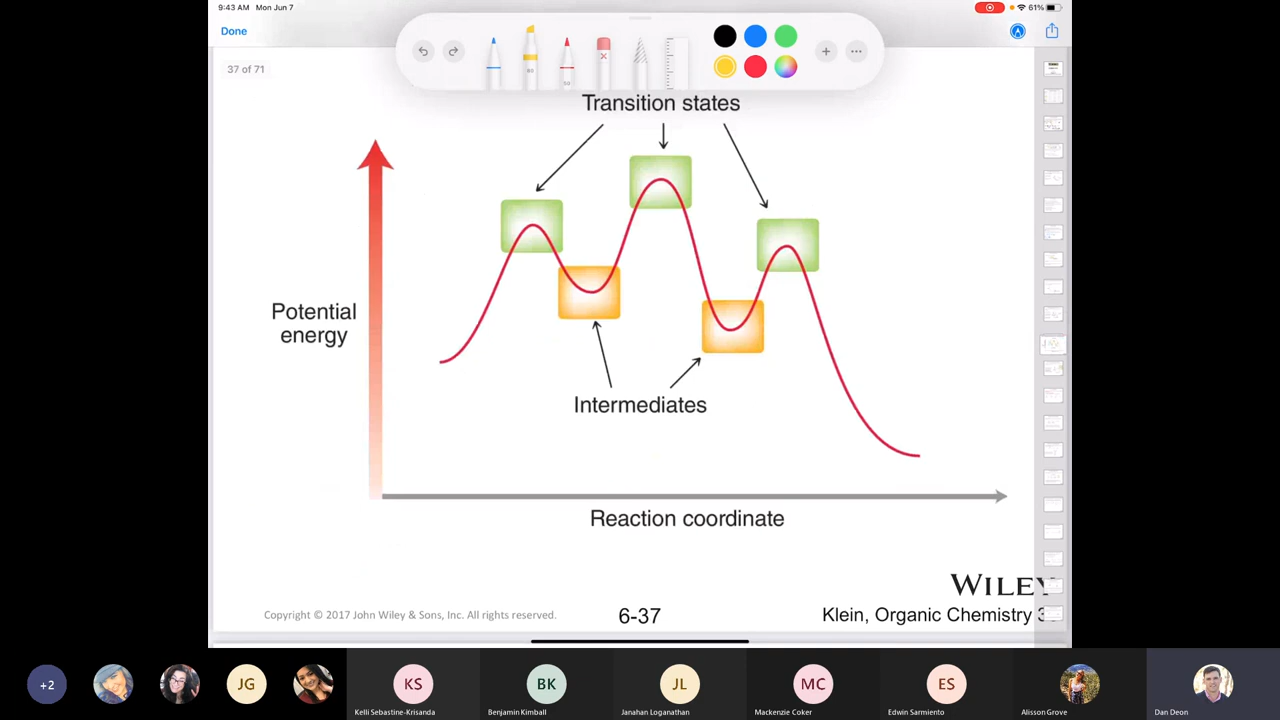 9:43 AM Mon Jun 7
61%
Done
37 of 71
Transition states
Potential
energy
Intermediates
Reaction coordinate
WILEY
Copyright © 2017 John Wiley & Sons, Inc. All rights reserved.
6-37
Klein, Organic Chemistry 3
+2
JG
KS
BK
JL
MC
ES
Kelli Sebastine-Krisanda
Benjamin Kimball
Janahan Loganathan
Mackenzie Coker
Edwin Sarmiento
Alisson Grove
Dan Deon